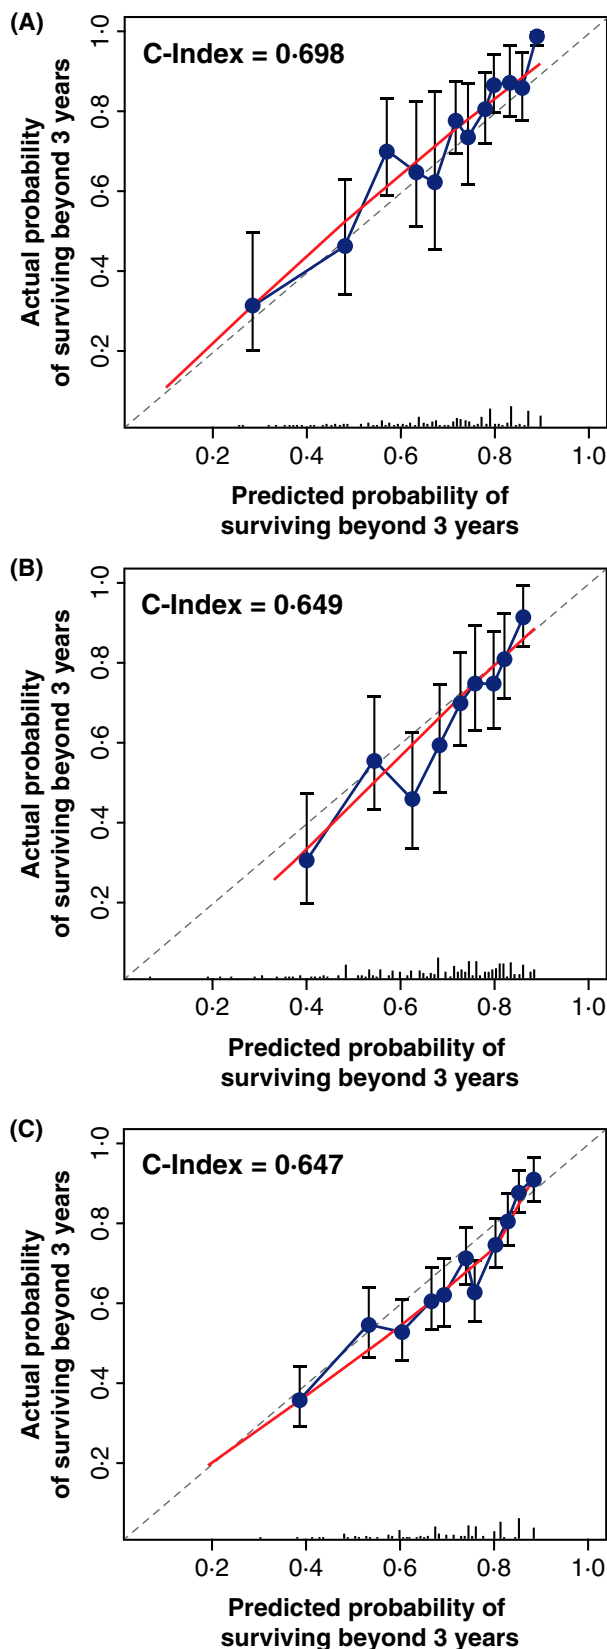 (A)
C-Index = 0·698
Actual probability
of surviving beyond 3 years
1·0
0·8
0·6
0·4
0·2
0·2 0·4 0·6 0·8 1·0
Predicted probability of
surviving beyond 3 years
(B)
C-Index = 0·649
Actual probability
of surviving beyond 3 years
1·0
0·8
0·6
0·4
0·2
0·2 0·4 0·6 0·8 1·0
Predicted probability of
surviving beyond 3 years
(C)
C-Index = 0·647
Actual probability
of surviving beyond 3 years
1·0
0·8
0·6
0·4
0·2
0·2 0·4 0·6 0·8 1·0
Predicted probability of
surviving beyond 3 years